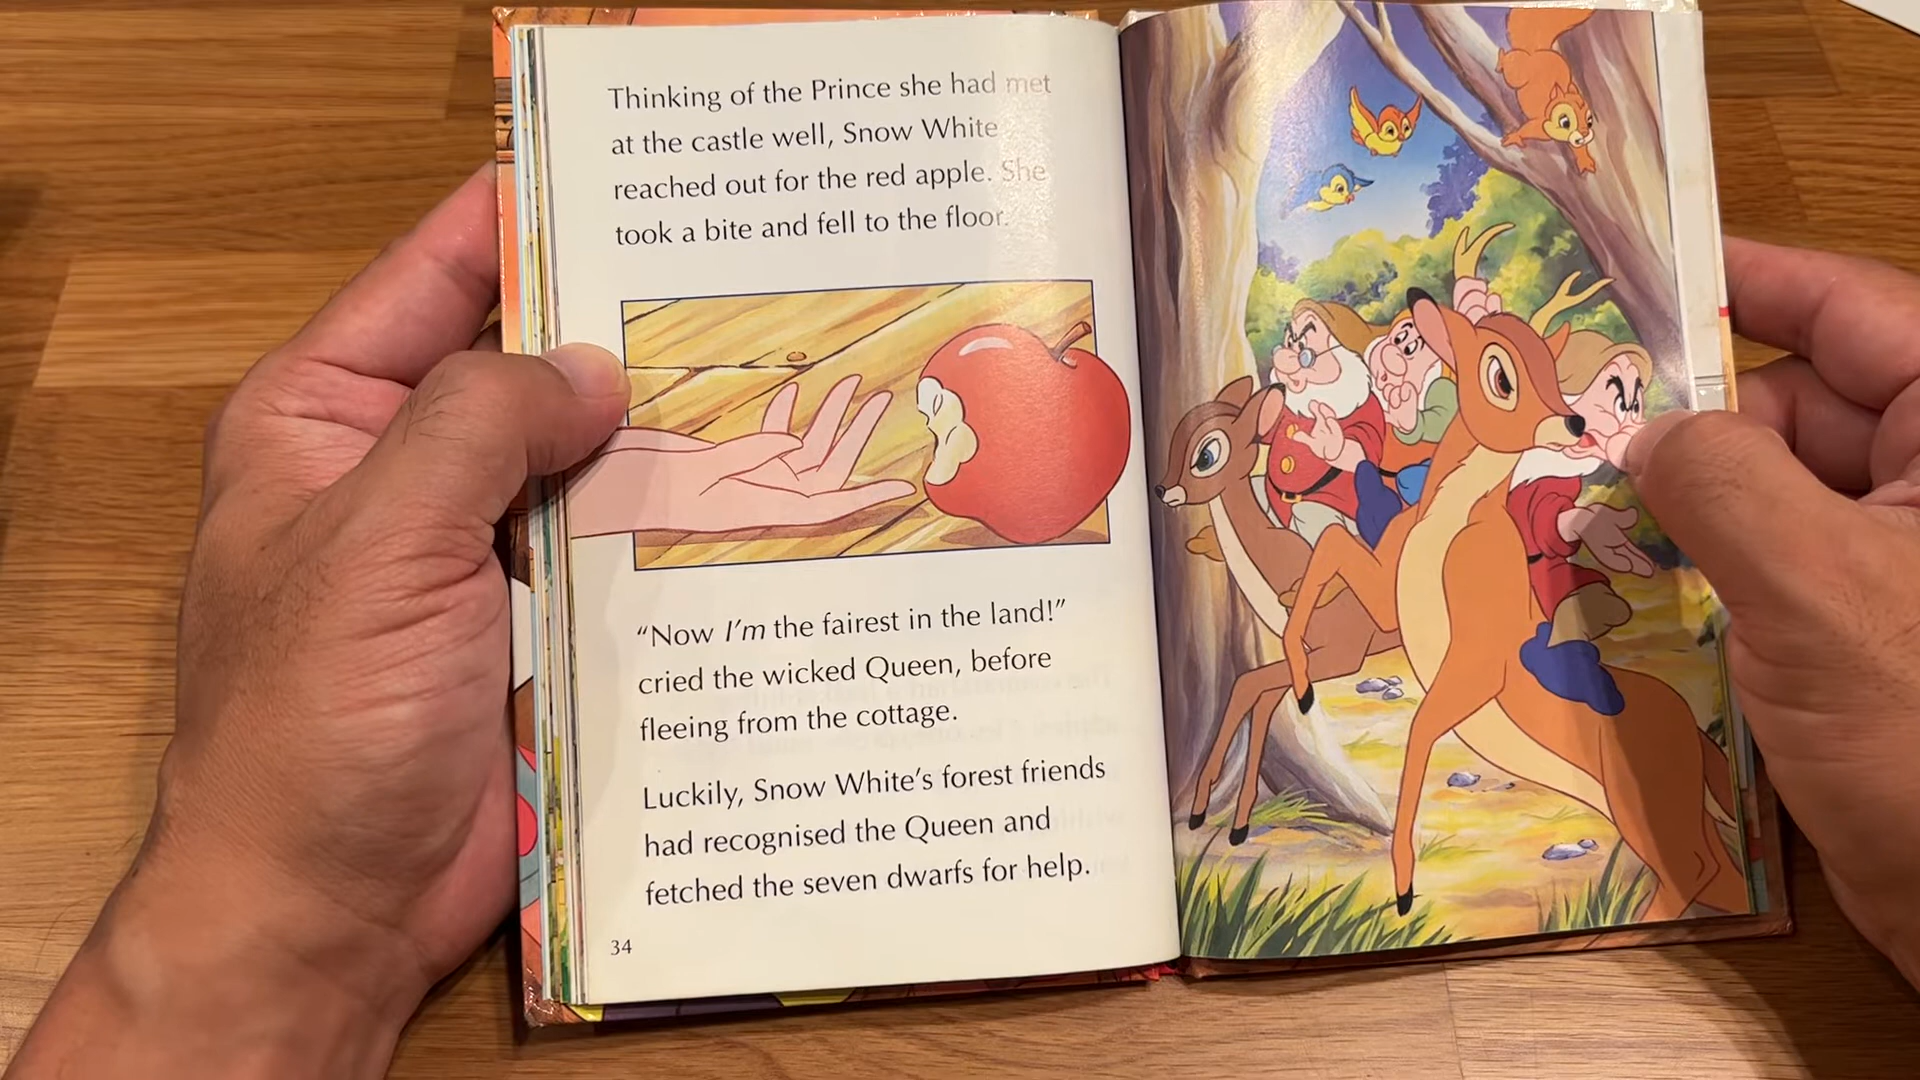 Thinking of the Prince she had met
at the castle well, Snow White
reached out for the red apple. She
took a bite and fell to the floor.
“Now I’m the fairest in the land!”
cried the wicked Queen, before
fleeing from the cottage.
Luckily, Snow White’s forest friends
had recognised the Queen and
fetched the seven dwarfs for help.
34